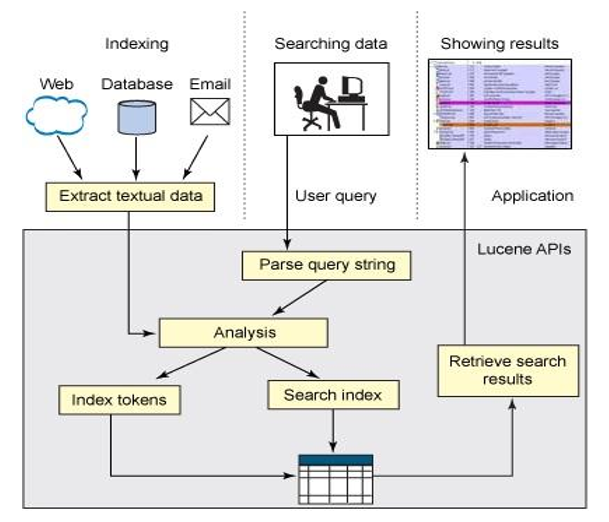 Indexing
Searching data
Showing results
Web
Database
Email
Extract textual data
User query
Application
Lucene APIs
Parse query string
Analysis
Retrieve search
results
Index tokens
Search index